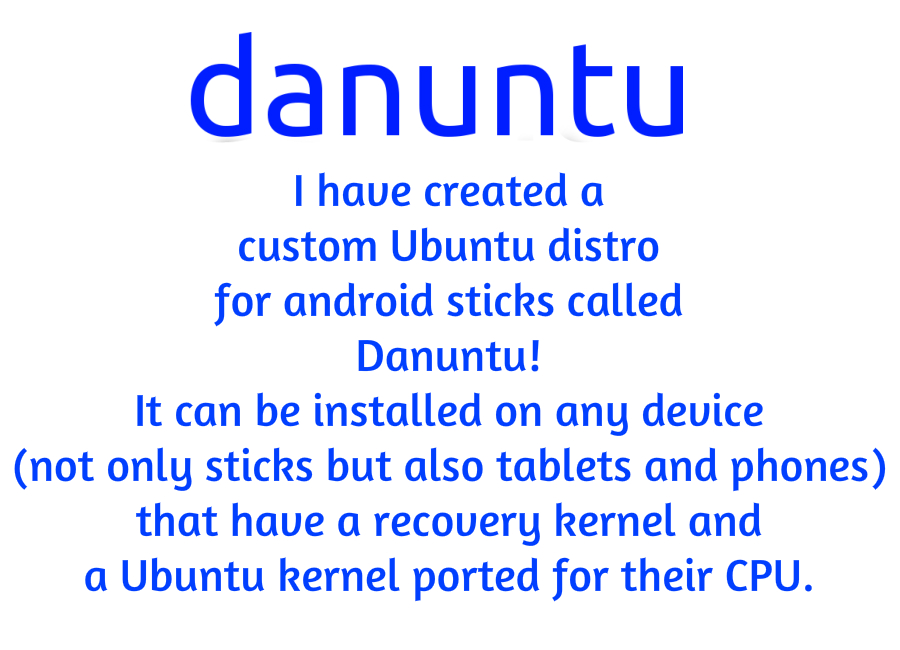 danuntu
I have created a
custom Ubuntu distro
for android sticks called
Danuntu!
It can be installed on any device
(not only sticks but also tablets and phones)
that have a recovery kernel and
a Ubuntu kernel ported for their CPU.